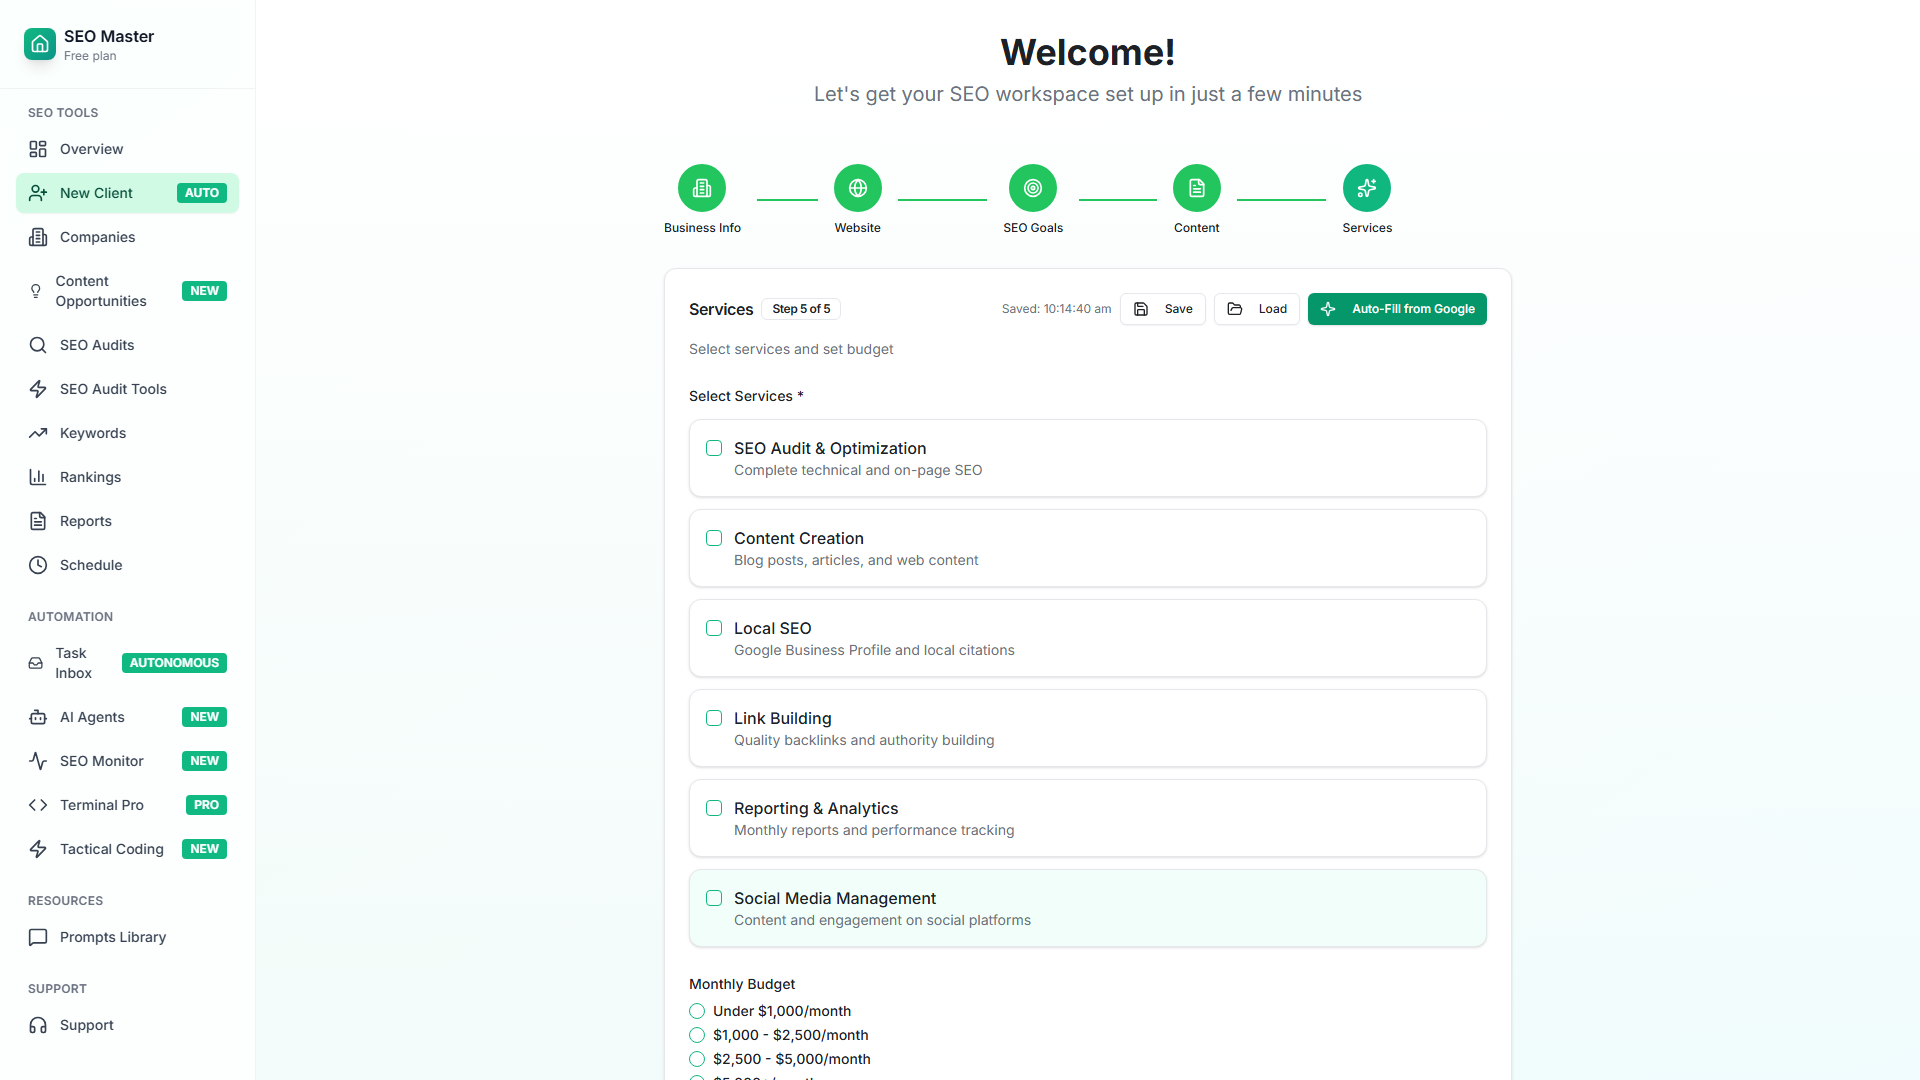 SEO Master
Free plan
SEO TOOLS
Overview
New Client
AUTO
Companies
Content
Opportunities
NEW
SEO Audits
SEO Audit Tools
Keywords
Rankings
Reports
Schedule
AUTOMATION
Task
Inbox
AUTONOMOUS
AI Agents
NEW
SEO Monitor
NEW
Terminal Pro
PRO
Tactical Coding
NEW
RESOURCES
Prompts Library
SUPPORT
Support
Welcome!
Let's get your SEO workspace set up in just a few minutes
Business Info
Website
SEO Goals
Content
Services
Services
Step 5 of 5
Saved: 10:14:40 am
Save
Load
Auto-Fill from Google
Select services and set budget
Select Services *
SEO Audit & Optimization
Complete technical and on-page SEO
Content Creation
Blog posts, articles, and web content
Local SEO
Google Business Profile and local citations
Link Building
Quality backlinks and authority building
Reporting & Analytics
Monthly reports and performance tracking
Social Media Management
Content and engagement on social platforms
Monthly Budget
Under $1,000/month
$1,000 - $2,500/month
$2,500 - $5,000/month